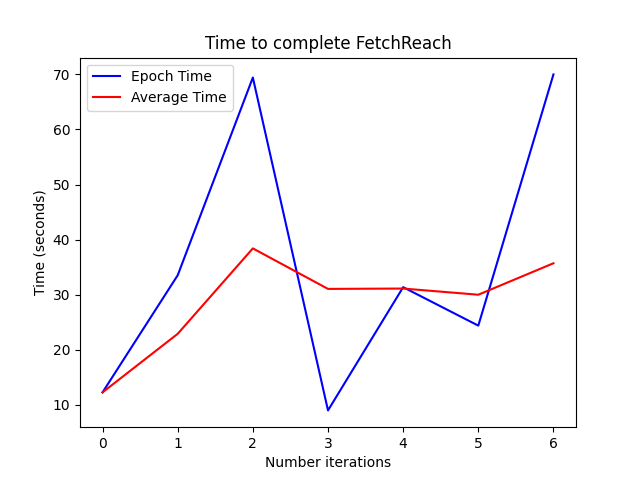 Time to complete FetchReach
Epoch Time
Average Time
70
60
50
40
30
20
10
Time (seconds)
0 1 2 3 4 5 6
Number iterations